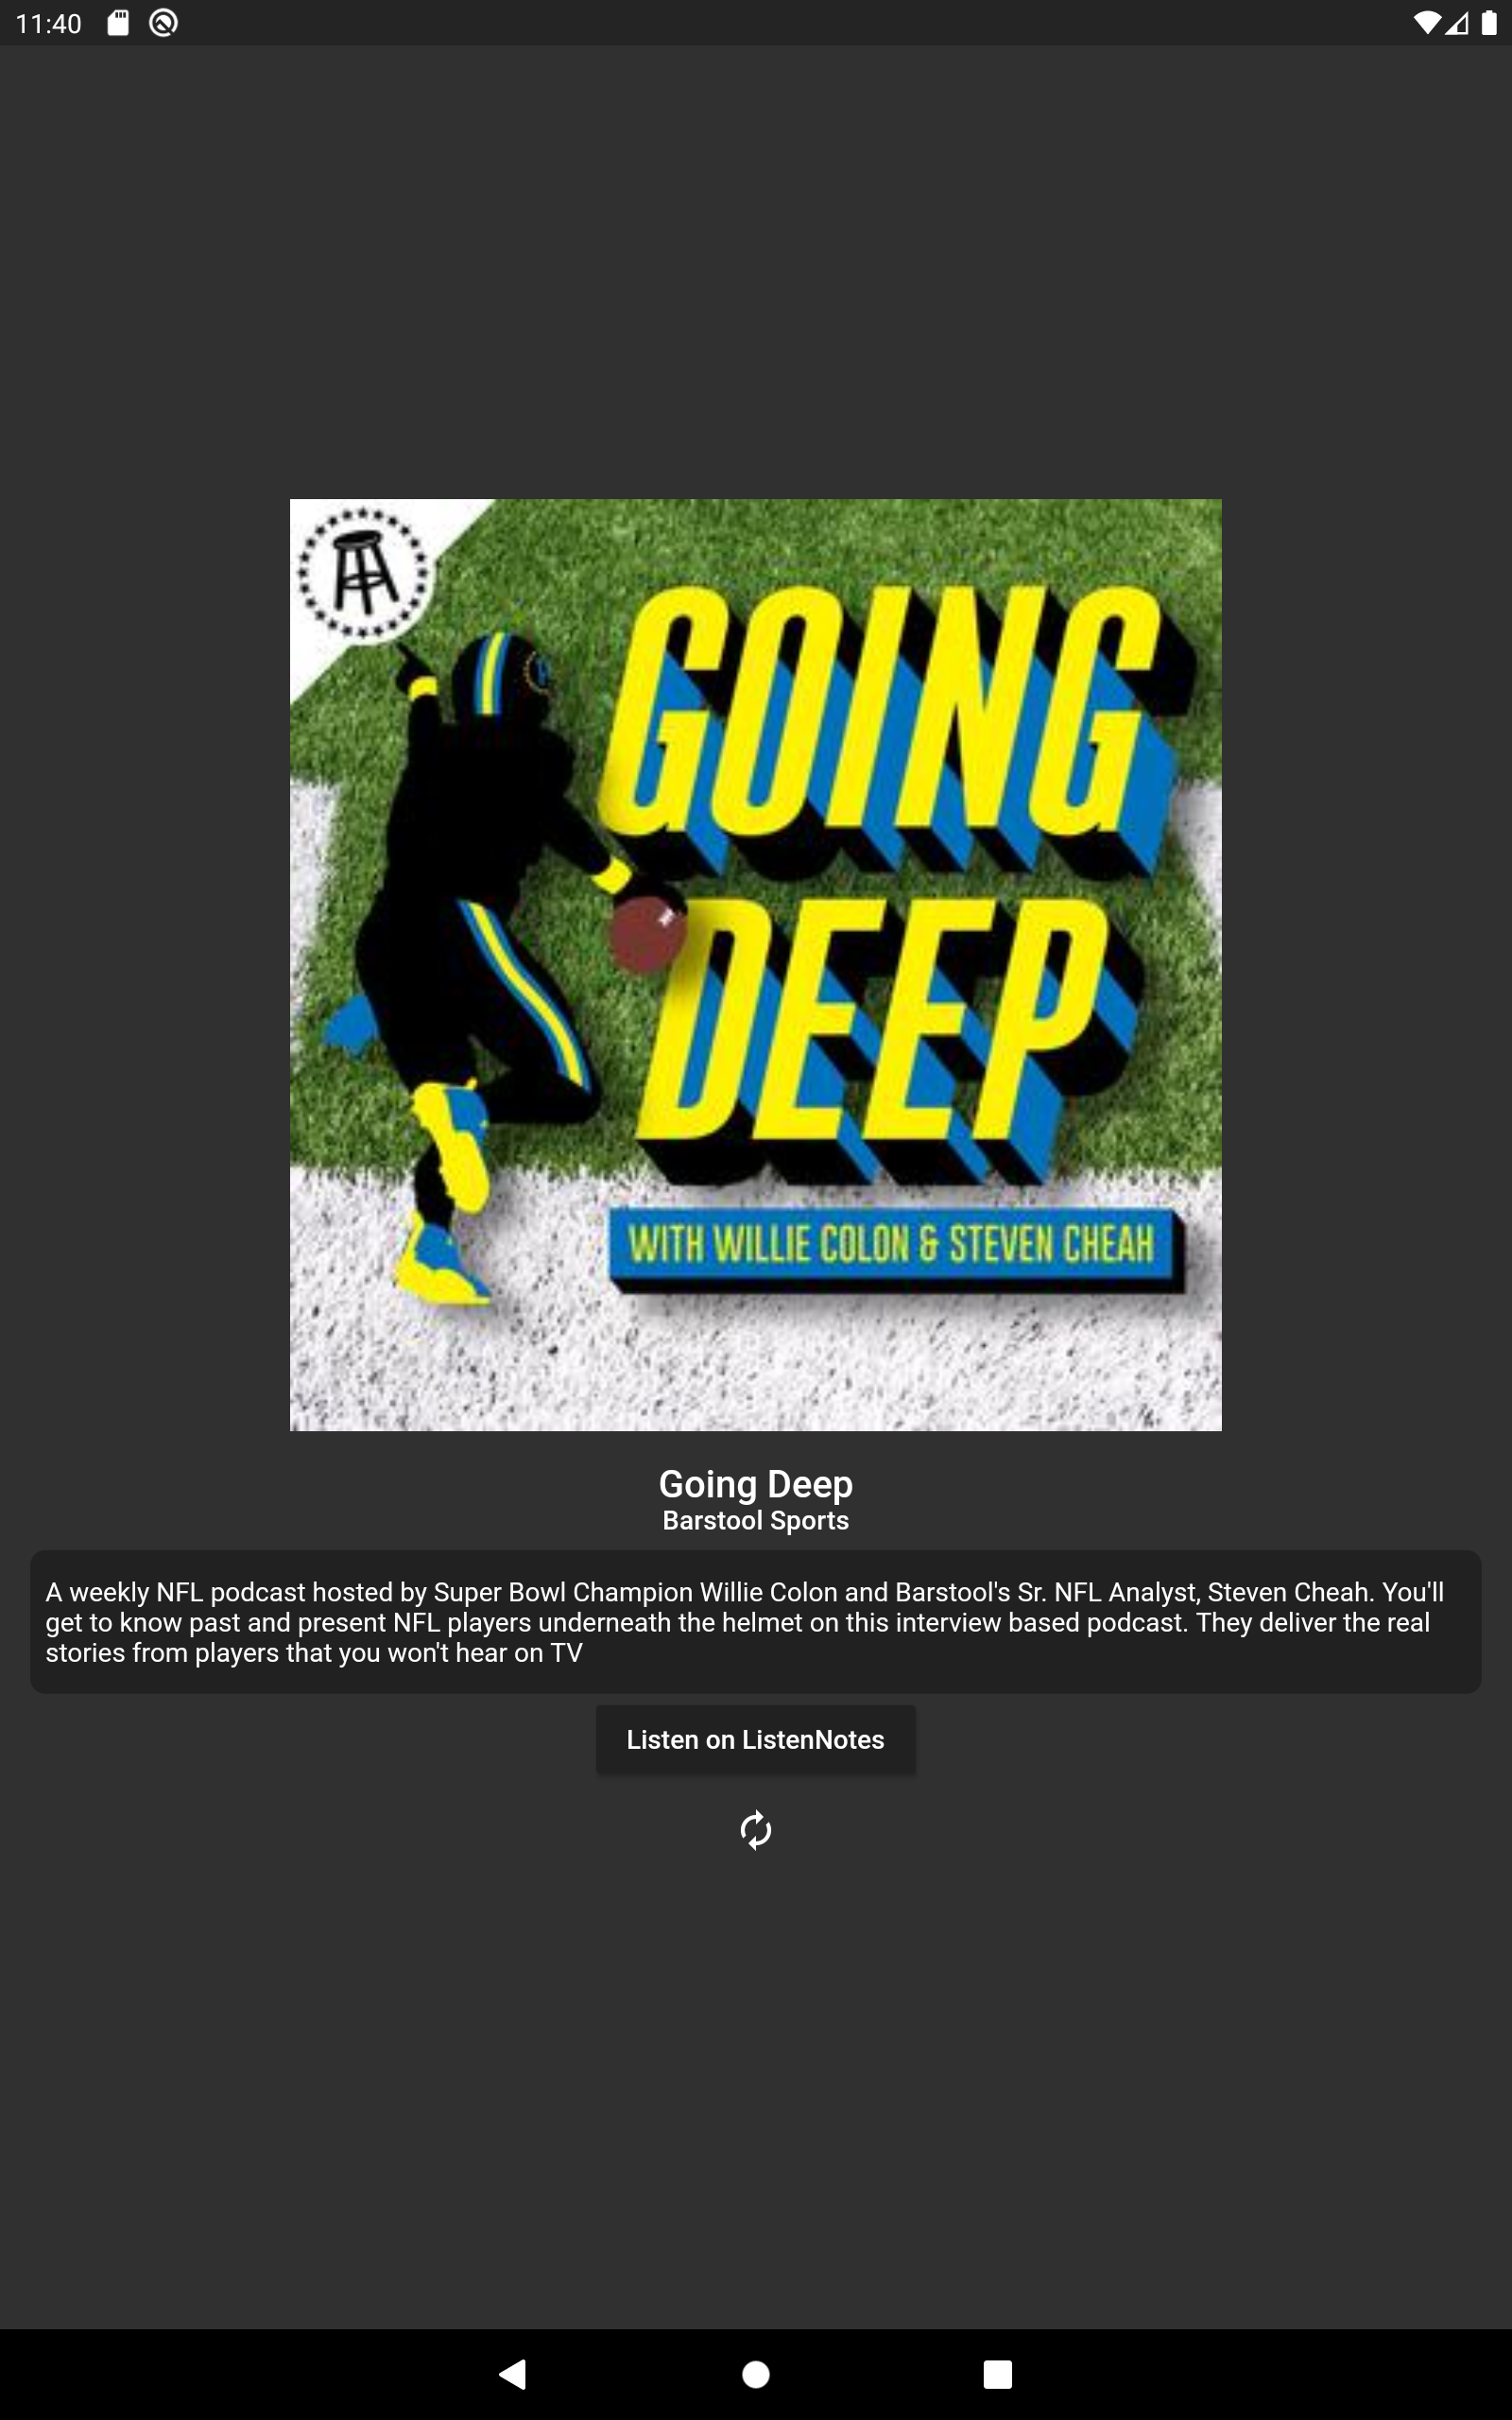 11:40
GOING
DEEP
WITH WILLIE COLON & STEVEN CHEAH
Going Deep
Barstool Sports
A weekly NFL podcast hosted by Super Bowl Champion Willie Colon and Barstool's Sr. NFL Analyst, Steven Cheah. You'll
get to know past and present NFL players underneath the helmet on this interview based podcast. They deliver the real
stories from players that you won't hear on TV
Listen on ListenNotes